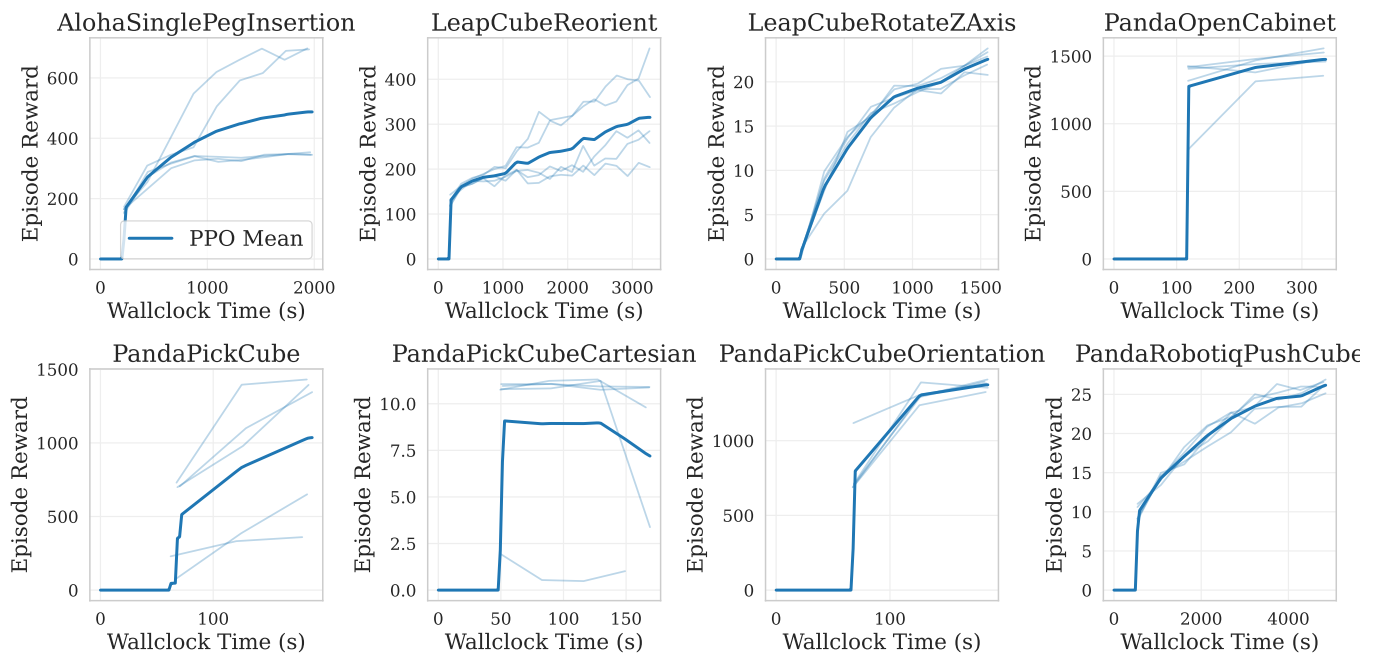 AlohaSinglePegInsertion
Episode Reward
600
400
200
0
PPO Mean
0 1000 2000
Wallclock Time (s)
LeapCubeReorient
Episode Reward
400
300
200
100
0
0 1000 2000 3000
Wallclock Time (s)
LeapCubeRotateZAxis
Episode Reward
20
15
10
5
0
0 500 1000 1500
Wallclock Time (s)
PandaOpenCabinet
Episode Reward
1500
1000
500
0
0 100 200 300
Wallclock Time (s)
PandaPickCube
Episode Reward
1500
1000
500
0
0 100
Wallclock Time (s)
PandaPickCubeCartesian
Episode Reward
10.0
7.5
5.0
2.5
0.0
0 50 100 150
Wallclock Time (s)
PandaPickCubeOrientation
Episode Reward
1000
500
0
0 100
Wallclock Time (s)
PandaRobotiqPushCube
Episode Reward
25
20
15
10
5
0
0 2000 4000
Wallclock Time (s)